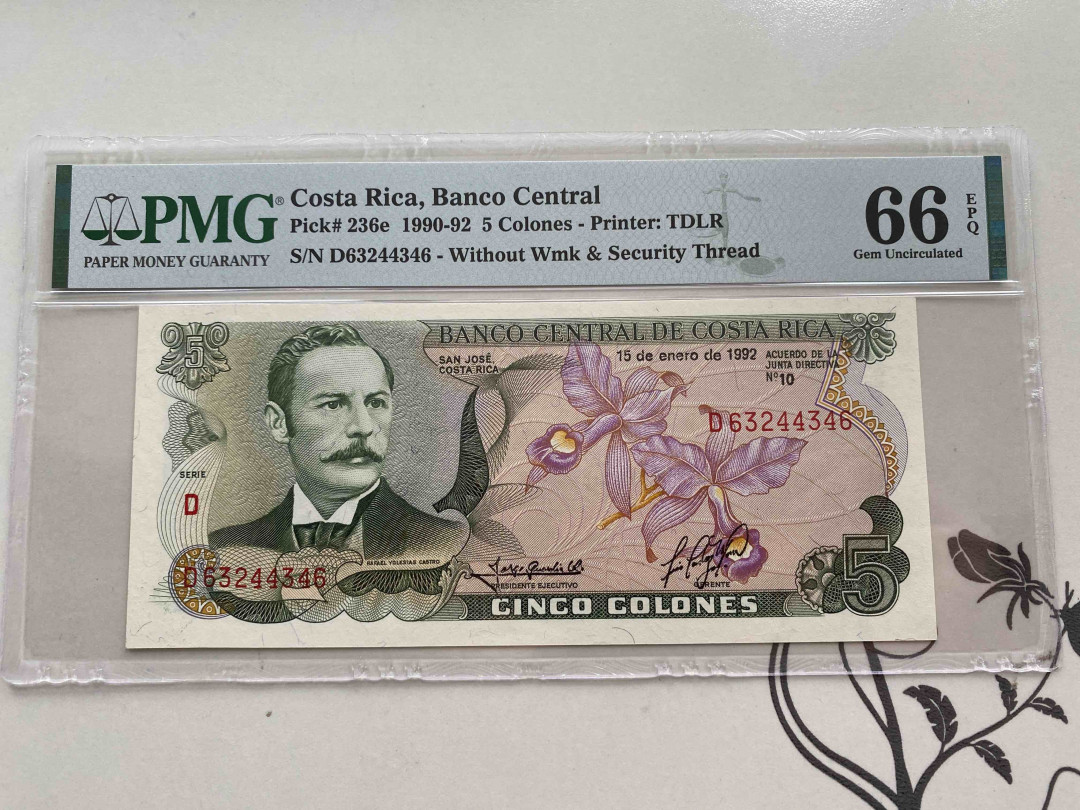 PMG®
PAPER MONEY GUARANTY
Costa Rica, Banco Central
Pick# 236e 1990-92 5 Colones - Printer: TDLR
S/N D63244346 - Without Wmk & Security Thread
66
EPQ
Gem Uncirculated
5
BANCO CENTRAL DE COSTA RICA
SAN JOSÉ,
COSTA RICA
15 de enero de 1992
ACUERDO DE LA
JUNTA DIRECTIVA
Nº 10
D63244346
SERIE
D
D63244346
RAFAEL YGLESIAS CASTRO
PRESIDENTE EJECUTIVO
GERENTE
CINCO COLONES
5